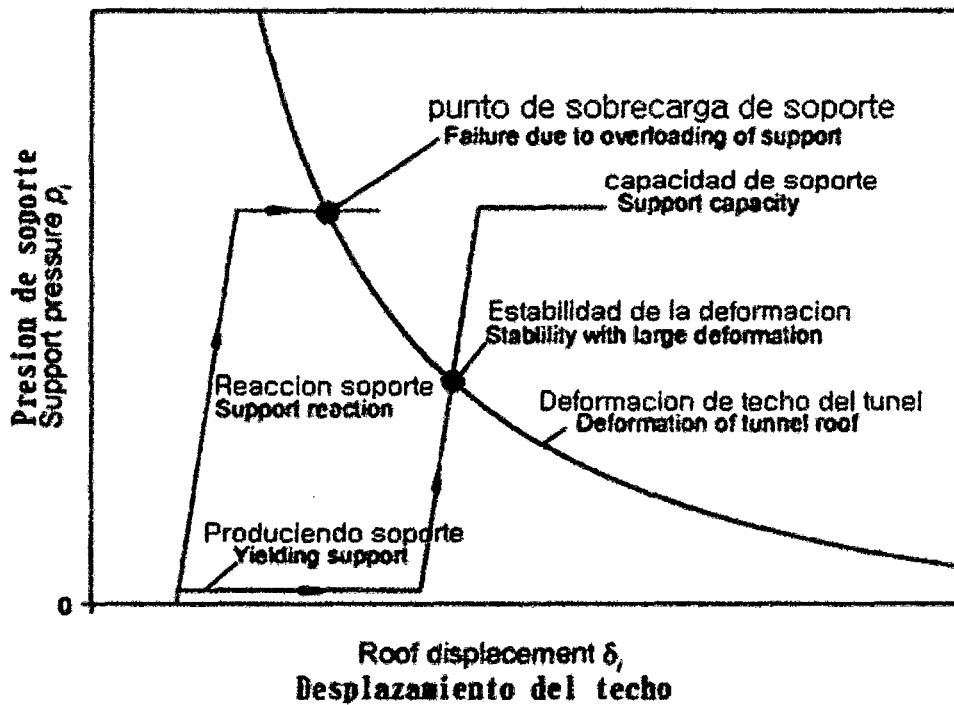 punto de sobrecarga de soporte
Failure due to overloading of support
capacidad de soporte
Support capacity
Presion de soporte
Support pressure pᵢ
Estabilidad de la deformacion
Stablility with large deformation
Reaccion soporte
Support reaction
Deformacion de techo del tunel
Deformation of tunnel roof
Produciendo soporte
Yielding support
0
Roof displacement δᵢ
Desplazamiento del techo